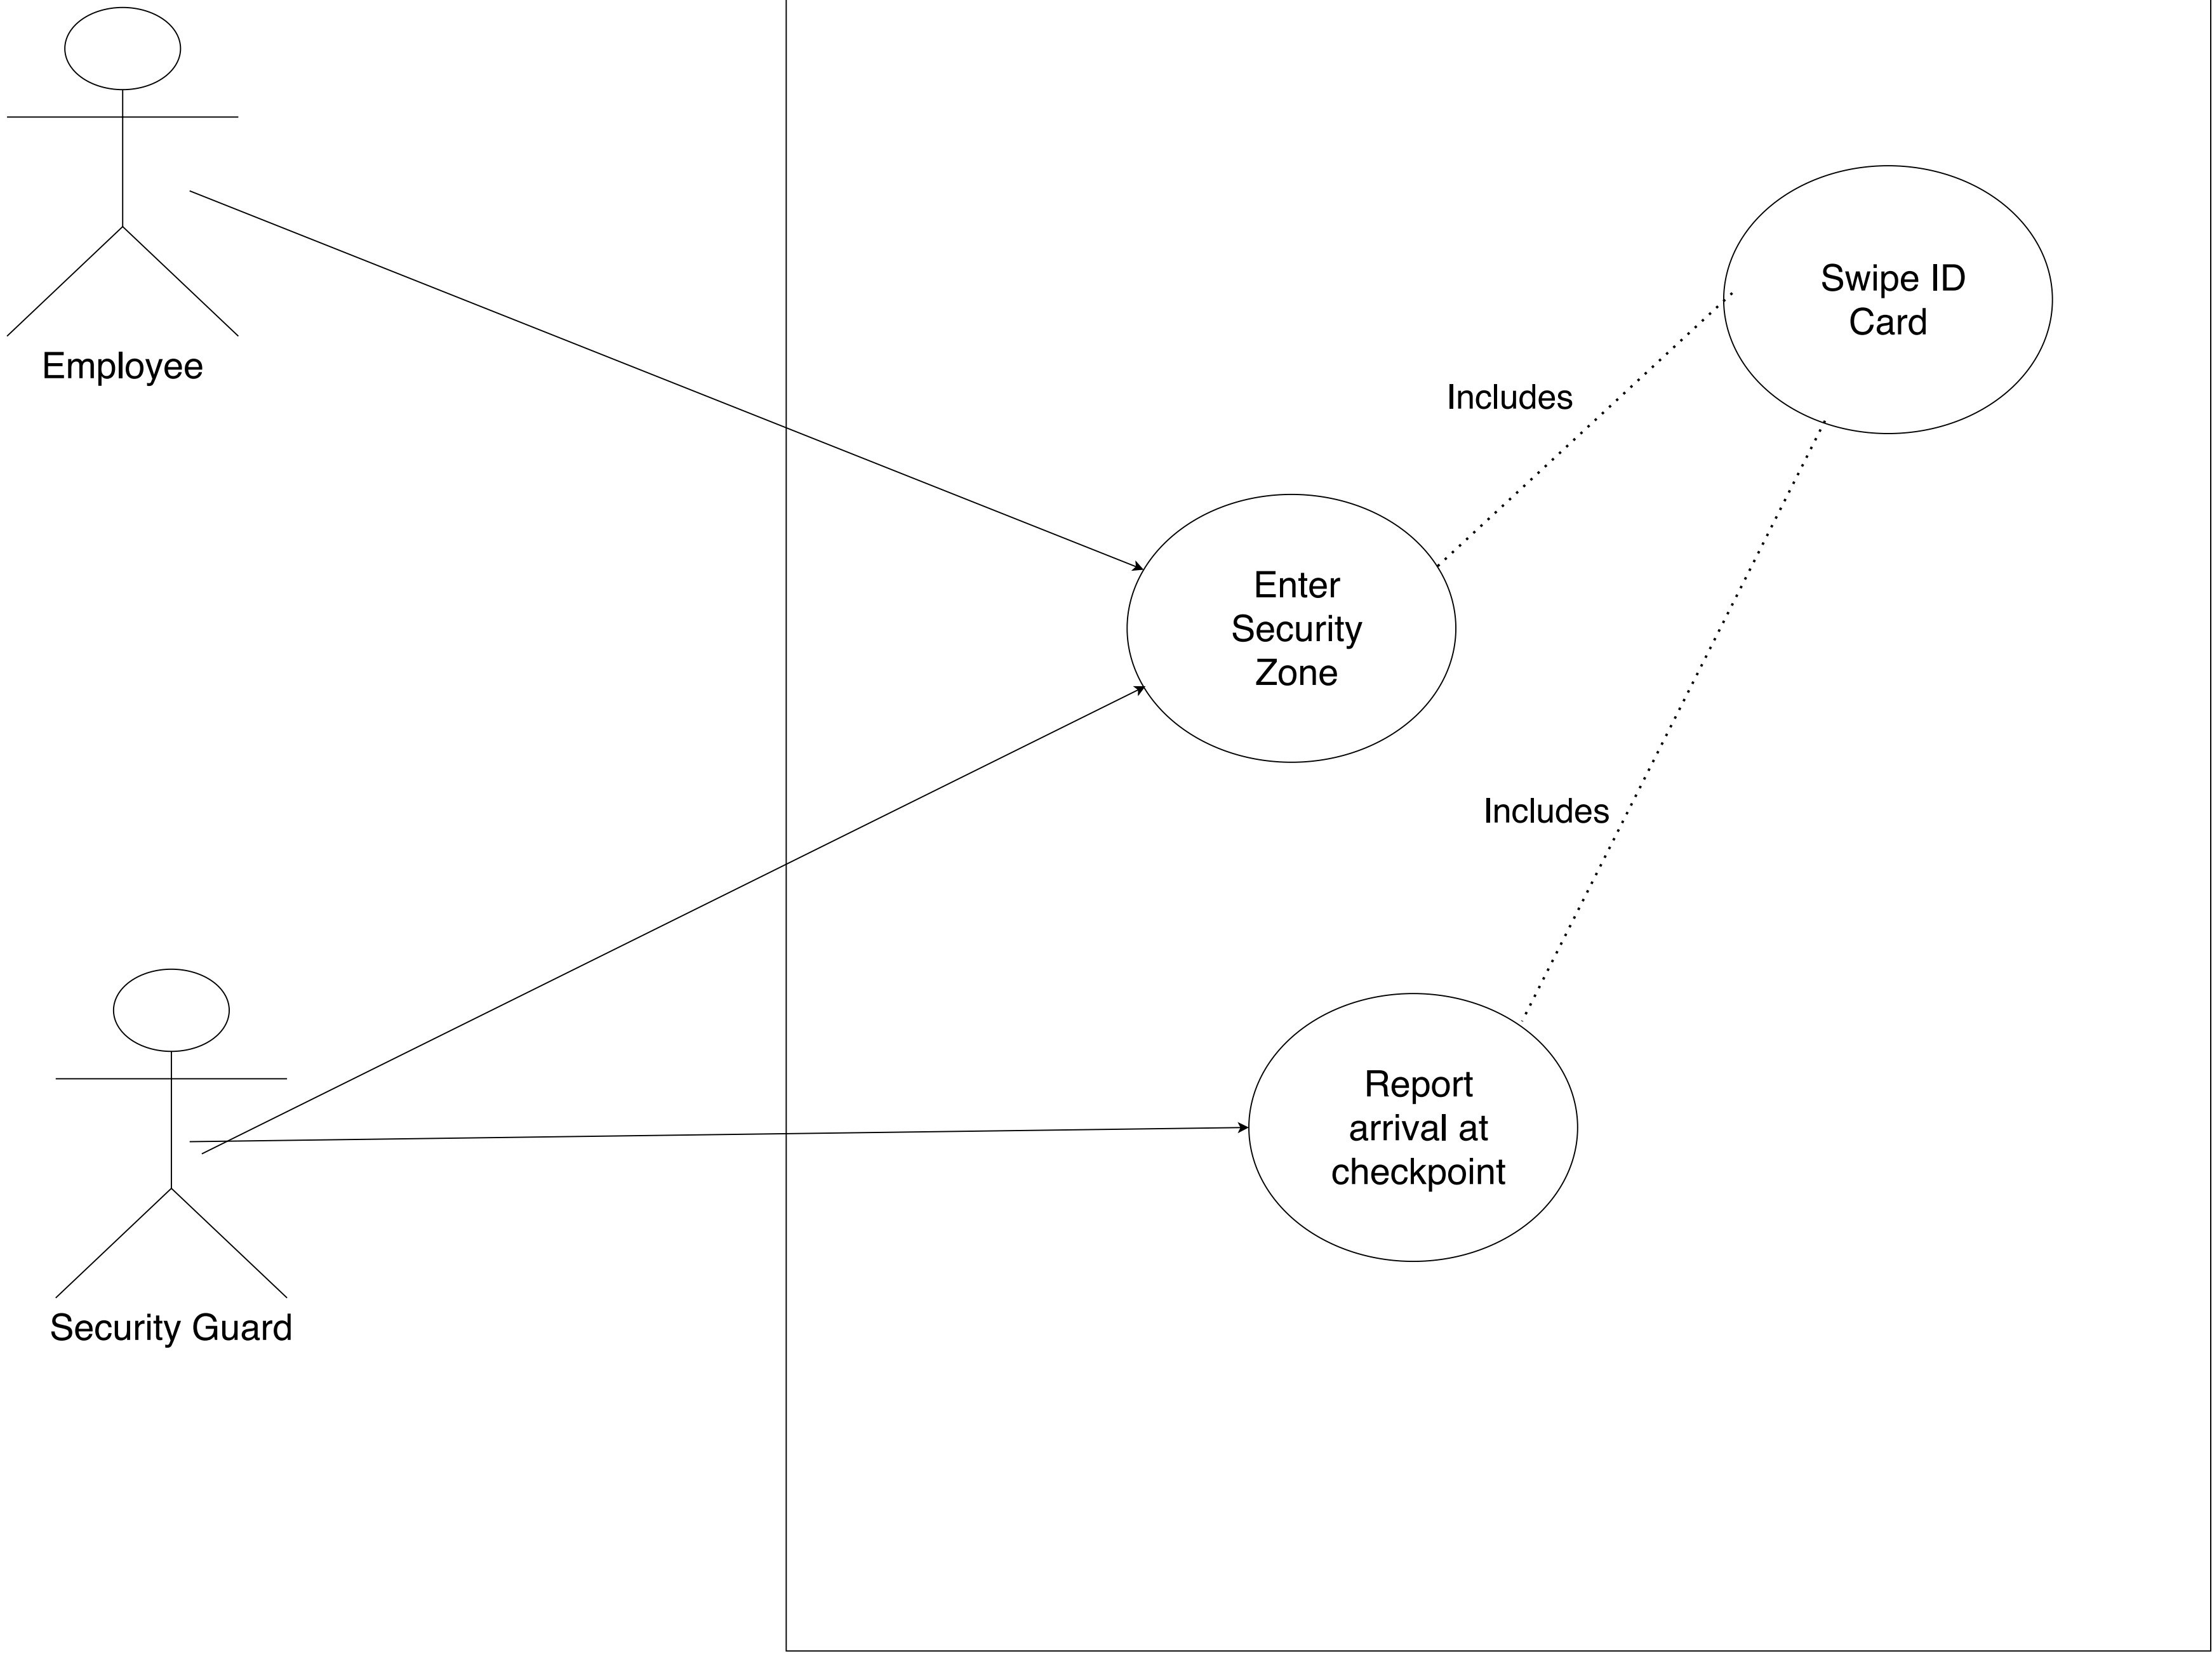 Employee
Swipe ID
Card
Includes
Enter
Security
Zone
Includes
Report
arrival at
checkpoint
Security Guard